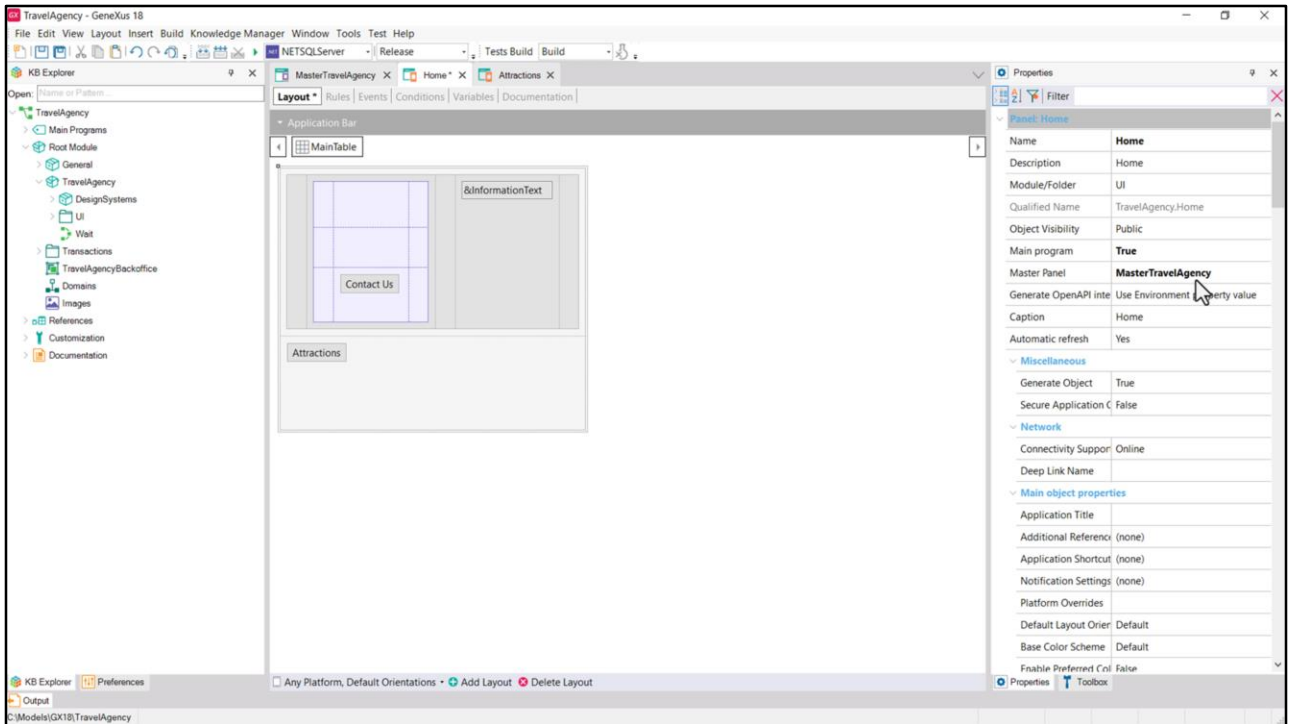 TravelAgency - GeneXus 18
File Edit View Layout Insert Build Knowledge Manager Window Tools Test Help
NETSQLServer Release Tests Build Build
KB Explorer
Open: Name or Pattern...
TravelAgency
Main Programs
Root Module
General
TravelAgency
DesignSystems
UI
Wait
Transactions
TravelAgencyBackoffice
Domains
Images
References
Customization
Documentation
KB Explorer Preferences
MasterTravelAgency Home * Attractions
Layout * Rules Events Conditions Variables Documentation
Application Bar
MainTable
&InformationText
Contact Us
Attractions
Any Platform, Default Orientations Add Layout Delete Layout
Properties
Filter
Panel: Home
Name Home
Description Home
Module/Folder UI
Qualified Name TravelAgency.Home
Object Visibility Public
Main program True
Master Panel MasterTravelAgency
Generate OpenAPI inte Use Environment perty value
Caption Home
Automatic refresh Yes
Miscellaneous
Generate Object True
Secure Application C False
Network
Connectivity Suppor Online
Deep Link Name
Main object properties
Application Title
Additional Referenc (none)
Application Shortcut (none)
Notification Settings (none)
Platform Overrides
Default Layout Orier Default
Base Color Scheme Default
Enable Preferred Col False
Properties Toolbox
Output
C:\Models\GX18\TravelAgency